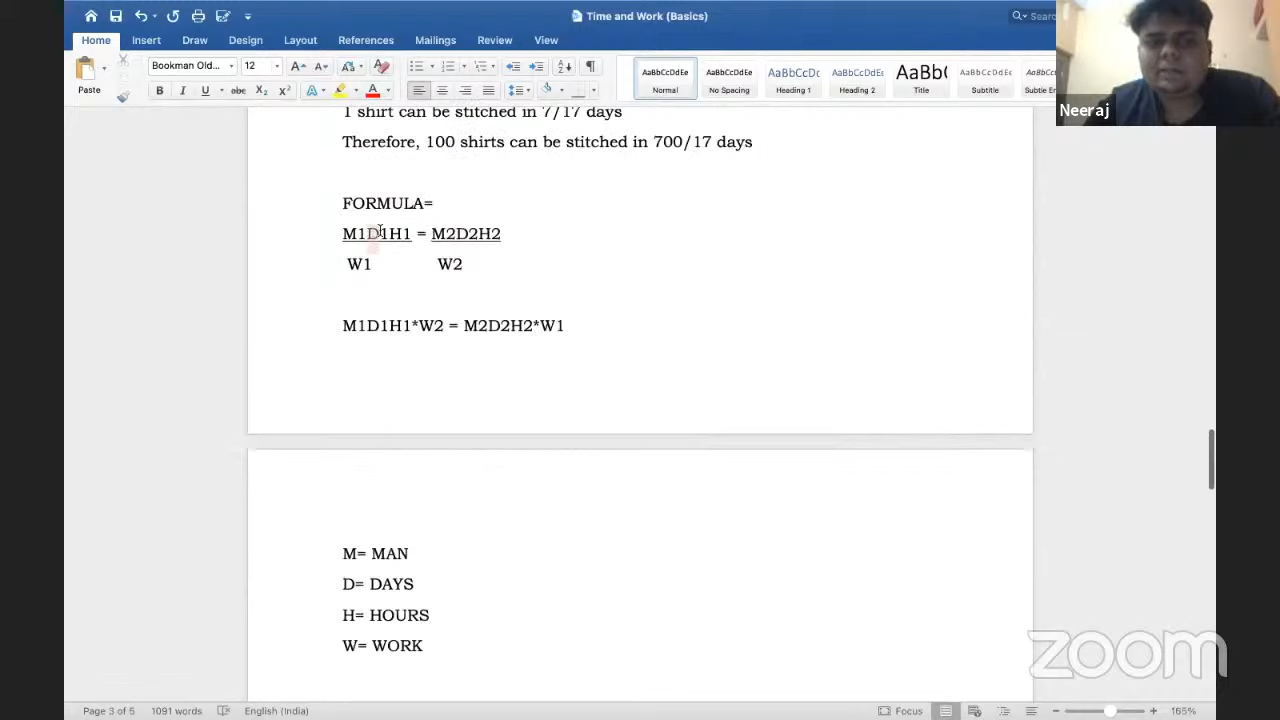 Time and Work (Basics)
Home Insert Draw Design Layout References Mailings Review View
Paste
Bookman Old... 12
AaBbCcDdEe AaBbCcDdEe AaBbCcDc AaBbCcDdEe AaBb( AaBbCcDdEe
Normal No Spacing Heading 1 Heading 2 Title Subtitle
Neeraj
1 shirt can be stitched in 7/17 days
Therefore, 100 shirts can be stitched in 700/17 days
FORMULA=
M1D1H1 = M2D2H2
W1 W2
M1D1H1*W2 = M2D2H2*W1
M= MAN
D= DAYS
H= HOURS
W= WORK
zoom
Page 3 of 5 1091 words English (India) Focus 165%